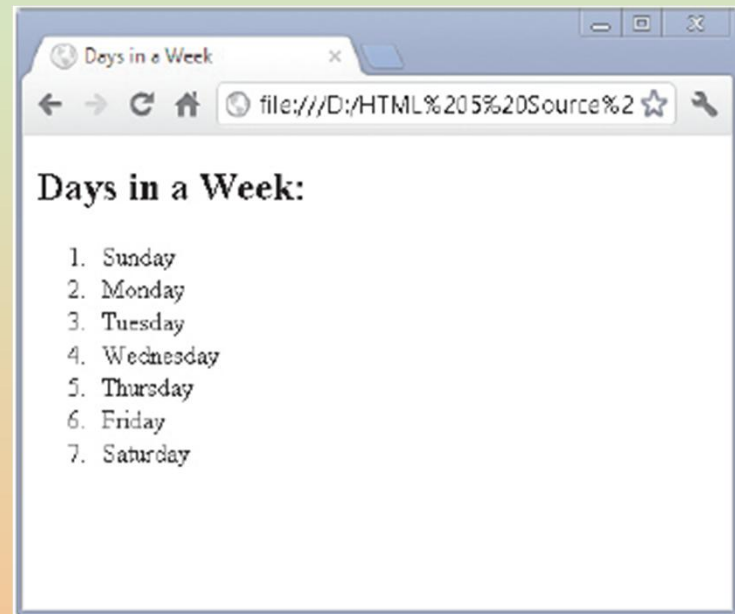 Days in a Week
file:///D:/HTML%205%20Source%2
Days in a Week:
1. Sunday
2. Monday
3. Tuesday
4. Wednesday
5. Thursday
6. Friday
7. Saturday